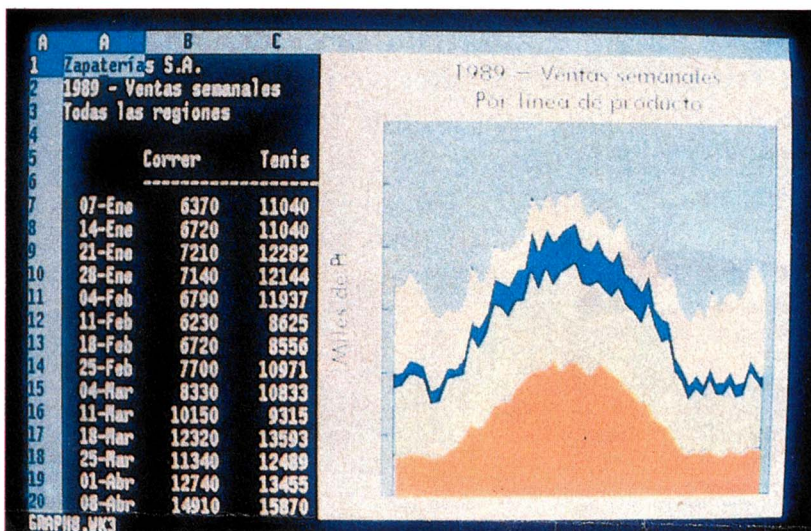 A A B C
1 Zapaterías S.A.
2 1989 - Ventas semanales
3 Todas las regiones
4
5 Correr Tenis
6 --------------------
7 07-Ene 6370 11040
8 14-Ene 6720 11040
9 21-Ene 7210 12282
10 28-Ene 7140 12144
11 04-Feb 6790 11937
12 11-Feb 6230 8625
13 18-Feb 6720 8556
14 25-Feb 7700 10971
15 04-Mar 8330 10833
16 11-Mar 10150 9315
17 18-Mar 12320 13593
18 25-Mar 11340 12489
19 01-Abr 12740 13455
20 08-Abr 14910 15870
GRAPH8.WK3
1989 – Ventas semanales
Por línea de producto
Miles de